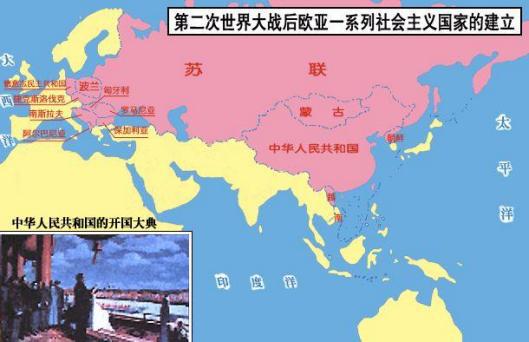 第二次世界大战后欧亚一系列社会主义国家的建立
大
西
洋
苏 联
德意志民主共和国
波兰
捷克斯洛伐克
匈牙利
南斯拉夫
罗马尼亚
阿尔巴尼亚
保加利亚
蒙 古
中华人民共和国
朝鲜
越
南
太
平
洋
印 度 洋
中华人民共和国的开国大典